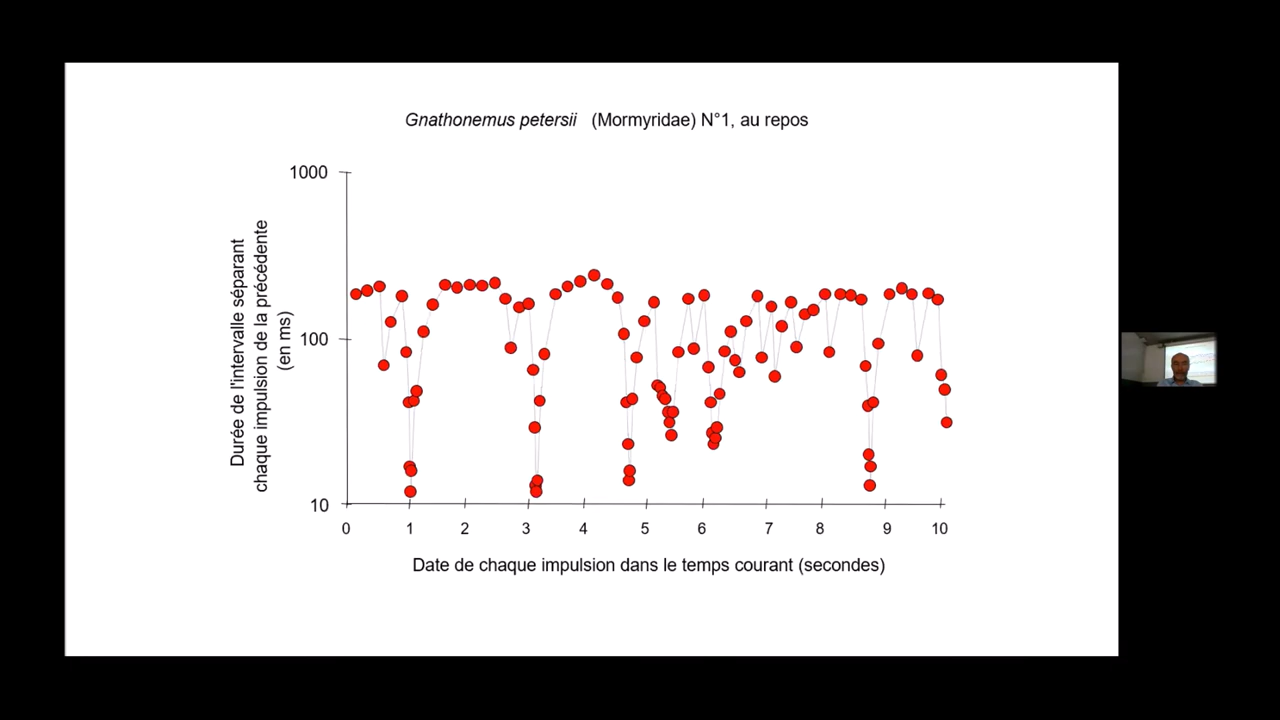 Gnathonemus petersii (Mormyridae) N°1, au repos
Durée de l'intervalle séparant
chaque impulsion de la précédente
(en ms)
1000
100
10
0 1 2 3 4 5 6 7 8 9 10
Date de chaque impulsion dans le temps courant (secondes)